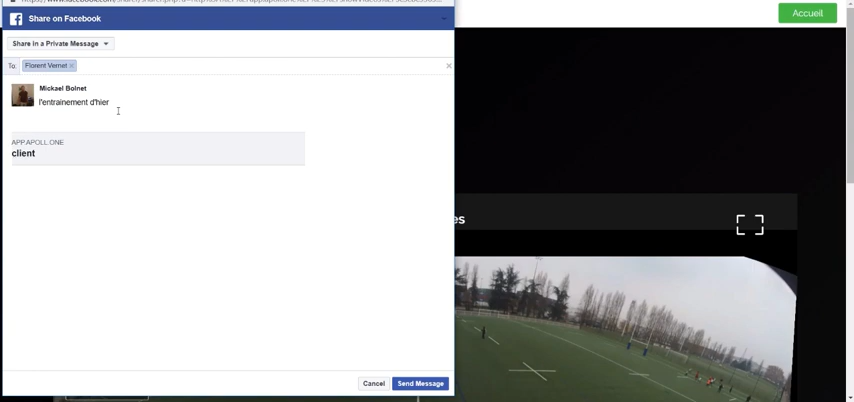 Share on Facebook
Accueil
Share in a Private Message
To: Florent Vernet
Mickael Bolnet
l'entrainement d'hier
APP.APOLL.ONE
client
es
Cancel
Send Message